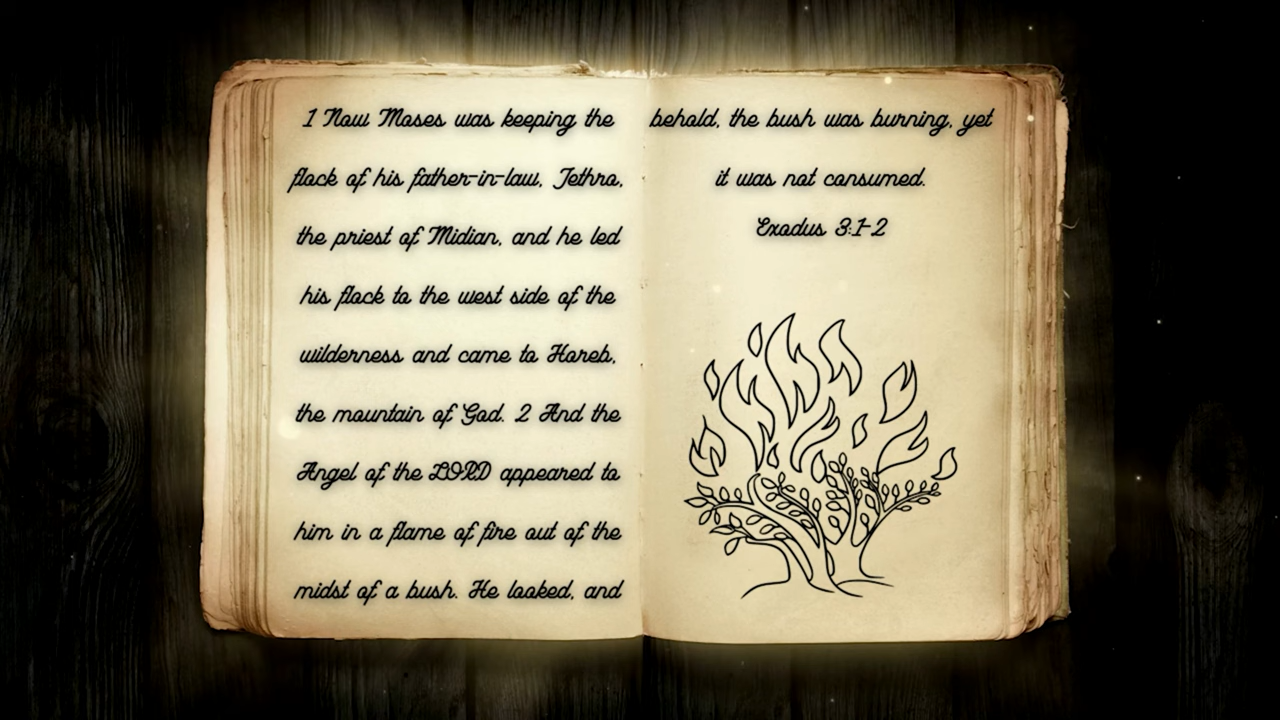 1 Now Moses was keeping the
flock of his father-in-law, Jethro,
the priest of Midian, and he led
his flock to the west side of the
wilderness and came to Horeb,
the mountain of God. 2 And the
Angel of the LORD appeared to
him in a flame of fire out of the
midst of a bush. He looked, and
behold, the bush was burning, yet
it was not consumed.
Exodus 3:1-2